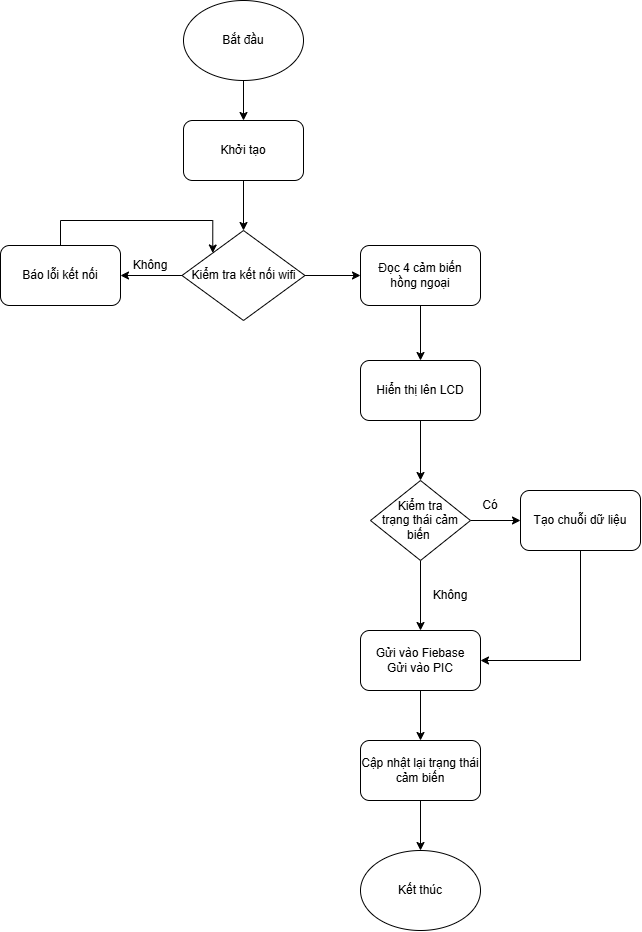 Bắt đầu
Khởi tạo
Không
Báo lỗi kết nối
Kiểm tra kết nối wifi
Đọc 4 cảm biến
hồng ngoại
Hiển thị lên LCD
Kiểm tra
trạng thái cảm
biến
Có
Tạo chuỗi dữ liệu
Không
Gửi vào Fiebase
Gửi vào PIC
Cập nhật lại trạng thái
cảm biến
Kết thúc